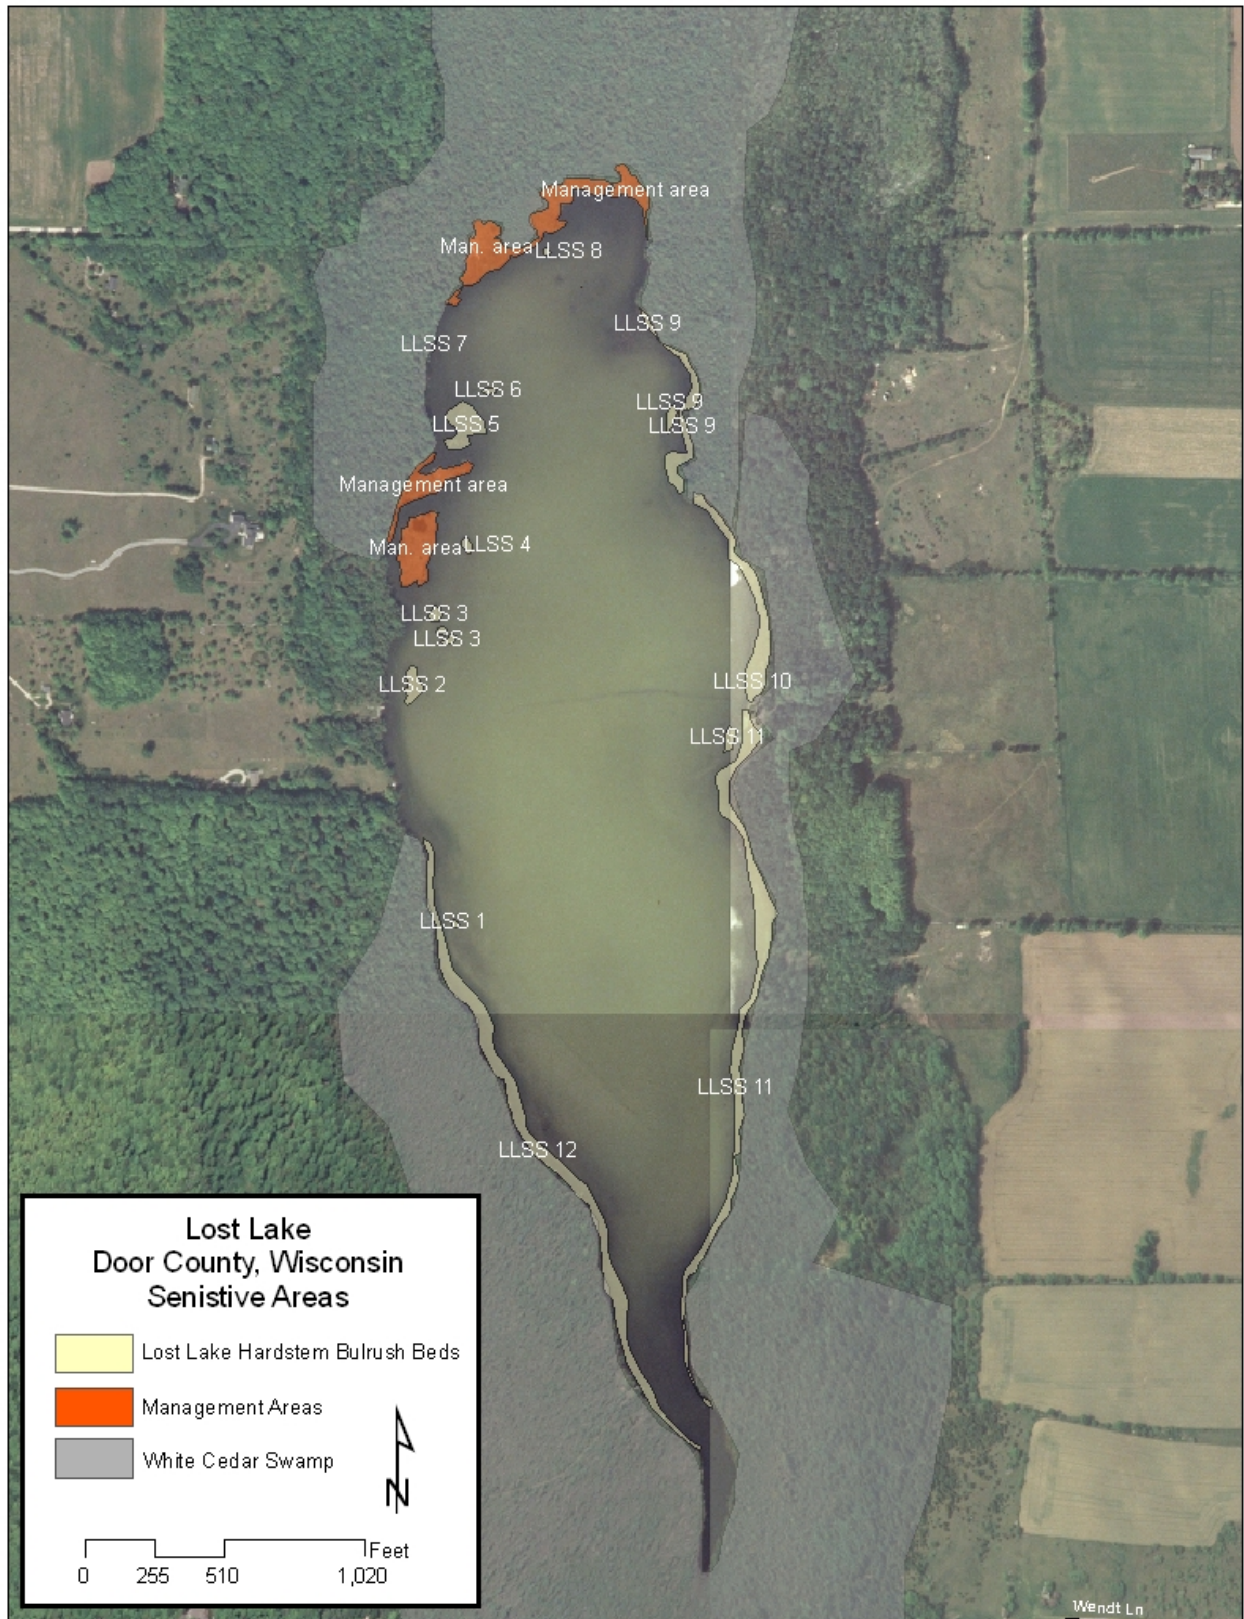 Management area
Man. area
LLSS 8
LLSS 9
LLSS 7
LLSS 6
LLSS 9
LLSS 5
LLSS 9
Management area
Man. area
LLSS 4
LLSS 3
LLSS 3
LLSS 2
LLSS 10
LLSS 11
LLSS 1
LLSS 11
LLSS 12
Lost Lake
Door County, Wisconsin
Senistive Areas
Lost Lake Hardstem Bulrush Beds
Management Areas
White Cedar Swamp
N
Feet
0 255 510 1,020
Wendt Ln